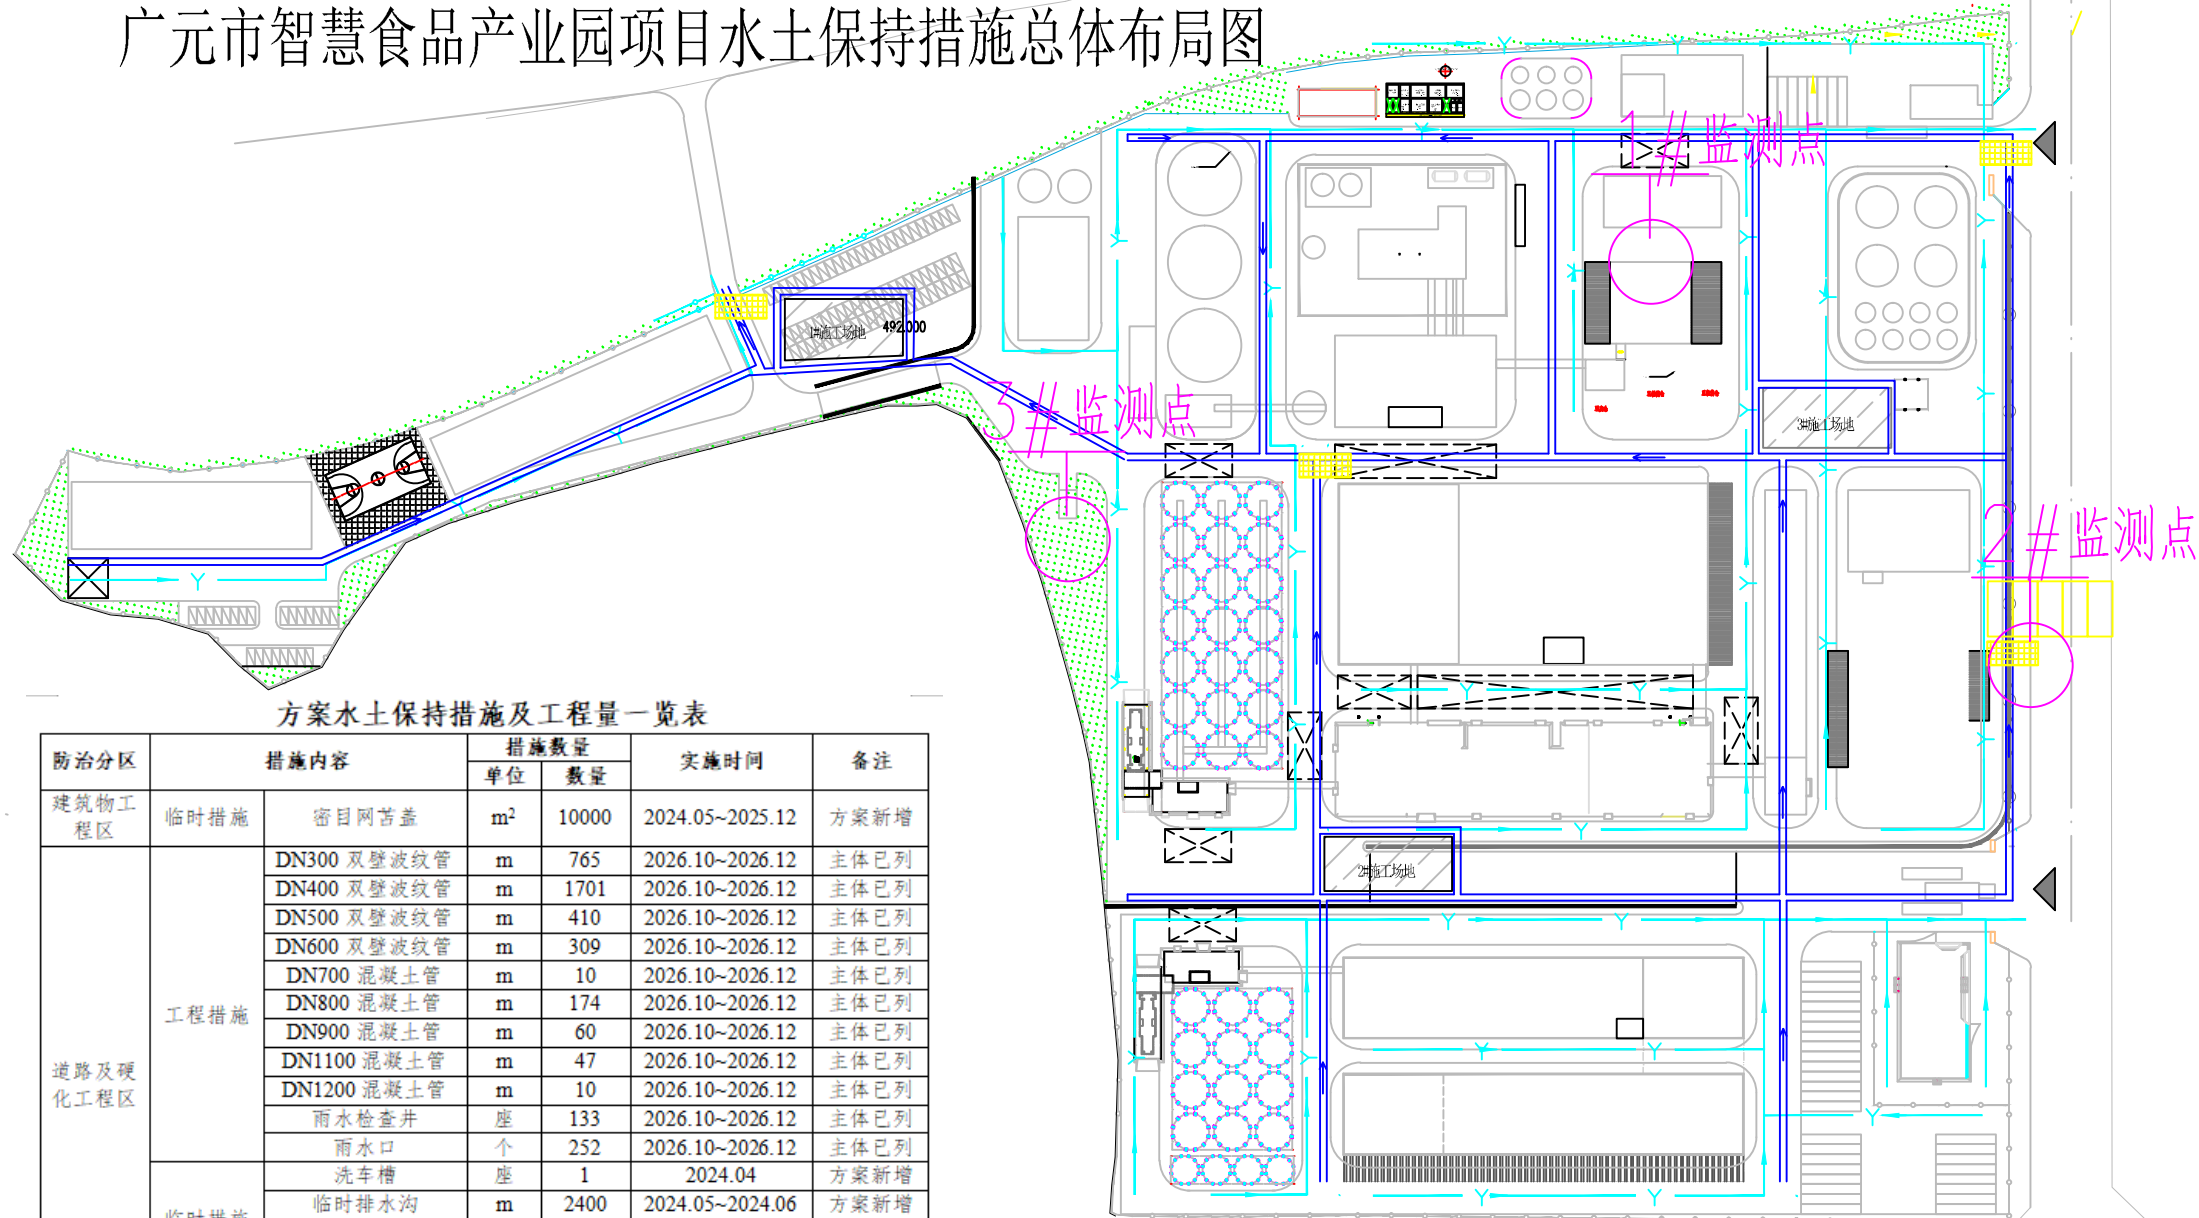 广元市智慧食品产业园项目水土保持措施总体布局图
1#监测点
1#施工场地
492.000
3#监测点
3#施工场地
2#监测点
2#施工场地
方案水土保持措施及工程量一览表
防治分区 措施内容 措施数量 实施时间 备注
单位 数量
建筑物工程区 临时措施 密目网苫盖 m² 10000 2024.05~2025.12 方案新增
道路及硬化工程区 工程措施 DN300 双壁波纹管 m 765 2026.10~2026.12 主体已列
DN400 双壁波纹管 m 1701 2026.10~2026.12 主体已列
DN500 双壁波纹管 m 410 2026.10~2026.12 主体已列
DN600 双壁波纹管 m 309 2026.10~2026.12 主体已列
DN700 混凝土管 m 10 2026.10~2026.12 主体已列
DN800 混凝土管 m 174 2026.10~2026.12 主体已列
DN900 混凝土管 m 60 2026.10~2026.12 主体已列
DN1100 混凝土管 m 47 2026.10~2026.12 主体已列
DN1200 混凝土管 m 10 2026.10~2026.12 主体已列
雨水检查井 座 133 2026.10~2026.12 主体已列
雨水口 个 252 2026.10~2026.12 主体已列
临时措施 洗车槽 座 1 2024.04 方案新增
临时排水沟 m 2400 2024.05~2024.06 方案新增